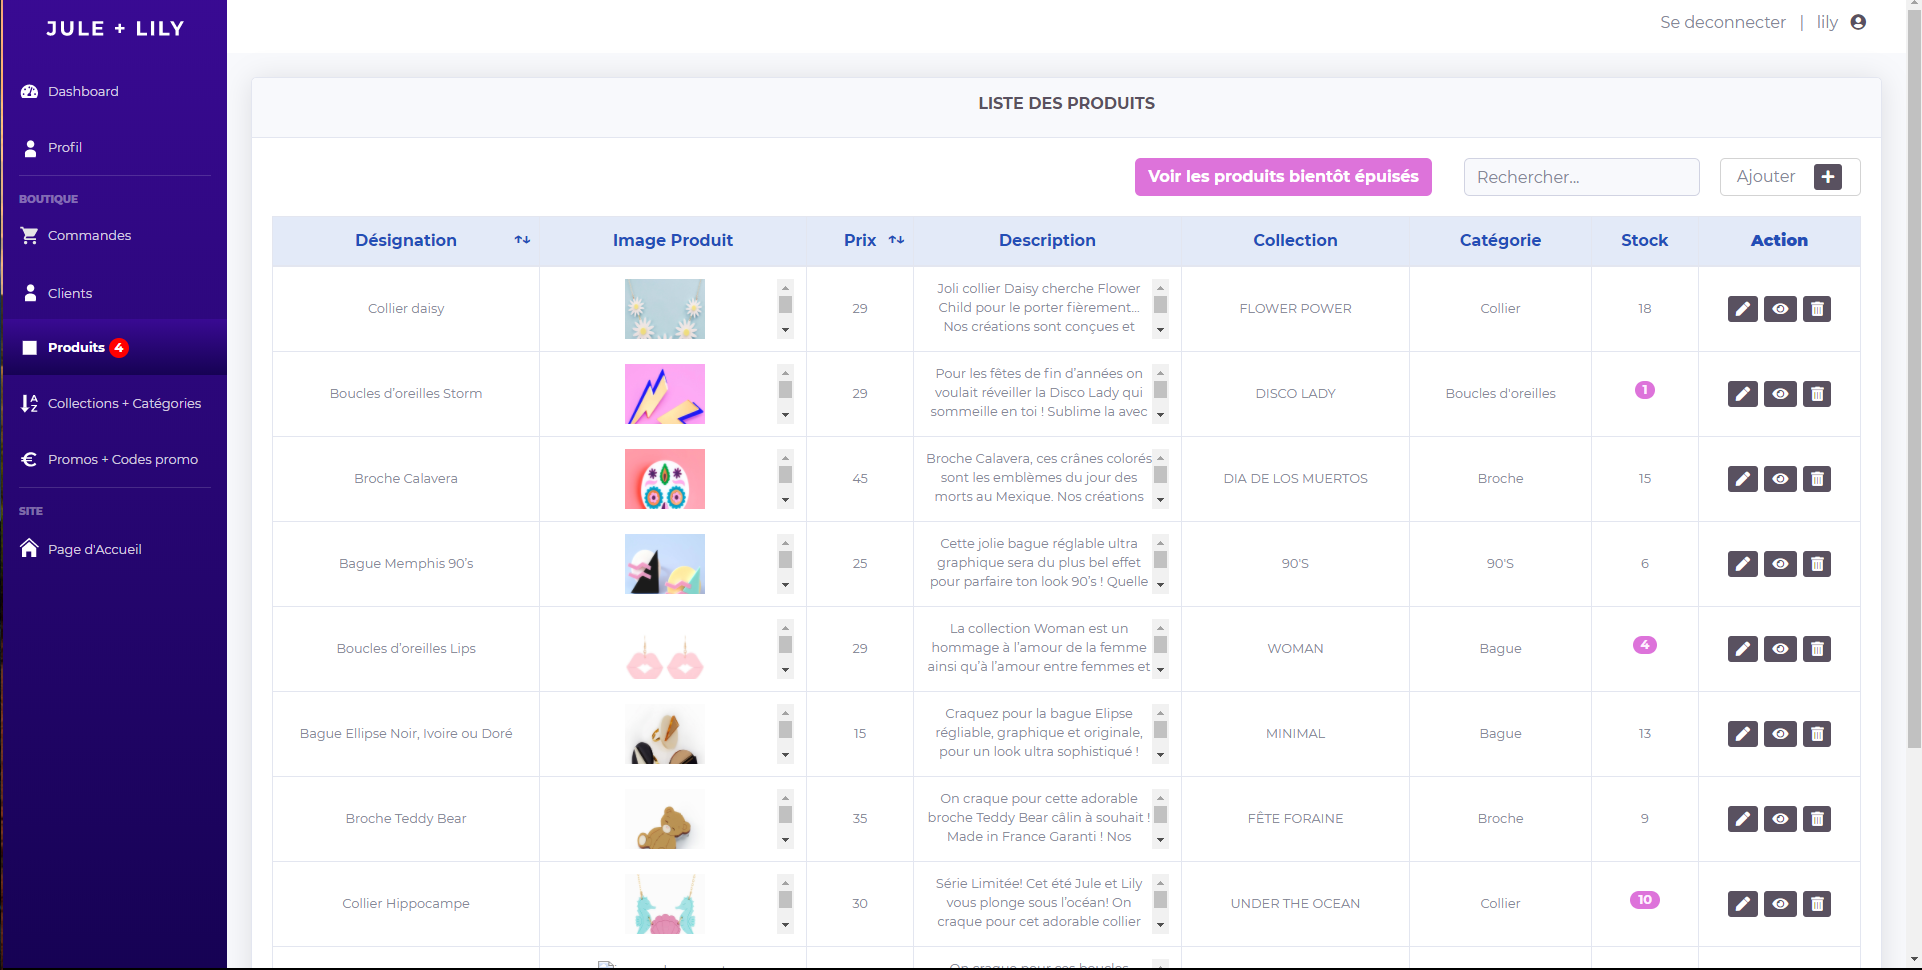 JULE + LILY
Se deconnecter | lily
Dashboard
Profil
BOUTIQUE
Commandes
Clients
Produits 4
Collections + Catégories
Promos + Codes promo
SITE
Page d'Accueil
LISTE DES PRODUITS
Voir les produits bientôt épuisés
Rechercher...
Ajouter
Désignation Image Produit Prix Description Collection Catégorie Stock Action
Joli collier Daisy cherche Flower
Collier daisy 29 Child pour le porter fièrement... FLOWER POWER Collier 18
Nos créations sont conçues et
Pour les fêtes de fin d'années on
Boucles d'oreilles Storm 29 voulait réveiller la Disco Lady qui DISCO LADY Boucles d'oreilles 1
sommeille en toi ! Sublime la avec
Broche Calavera, ces crânes colorés
Broche Calavera 45 sont les emblèmes du jour des DIA DE LOS MUERTOS Broche 15
morts au Mexique. Nos créations
Cette jolie bague réglable ultra
Bague Memphis 90's 25 graphique sera du plus bel effet 90'S 90'S 6
pour parfaire ton look 90's ! Quelle
La collection Woman est un
Boucles d'oreilles Lips 29 hommage à l'amour de la femme WOMAN Bague 4
ainsi qu'à l'amour entre femmes et
Craquez pour la bague Elipse
Bague Ellipse Noir, Ivoire ou Doré 15 régliable, graphique et originale, MINIMAL Bague 13
pour un look ultra sophistiqué !
On craque pour cette adorable
Broche Teddy Bear 35 broche Teddy Bear câlin à souhait ! FÊTE FORAINE Broche 9
Made in France Garanti ! Nos
Série Limitée! Cet été Jule et Lily
Collier Hippocampe 30 vous plonge sous l'océan! On UNDER THE OCEAN Collier 10
craque pour cet adorable collier
On craque pour ces boucles